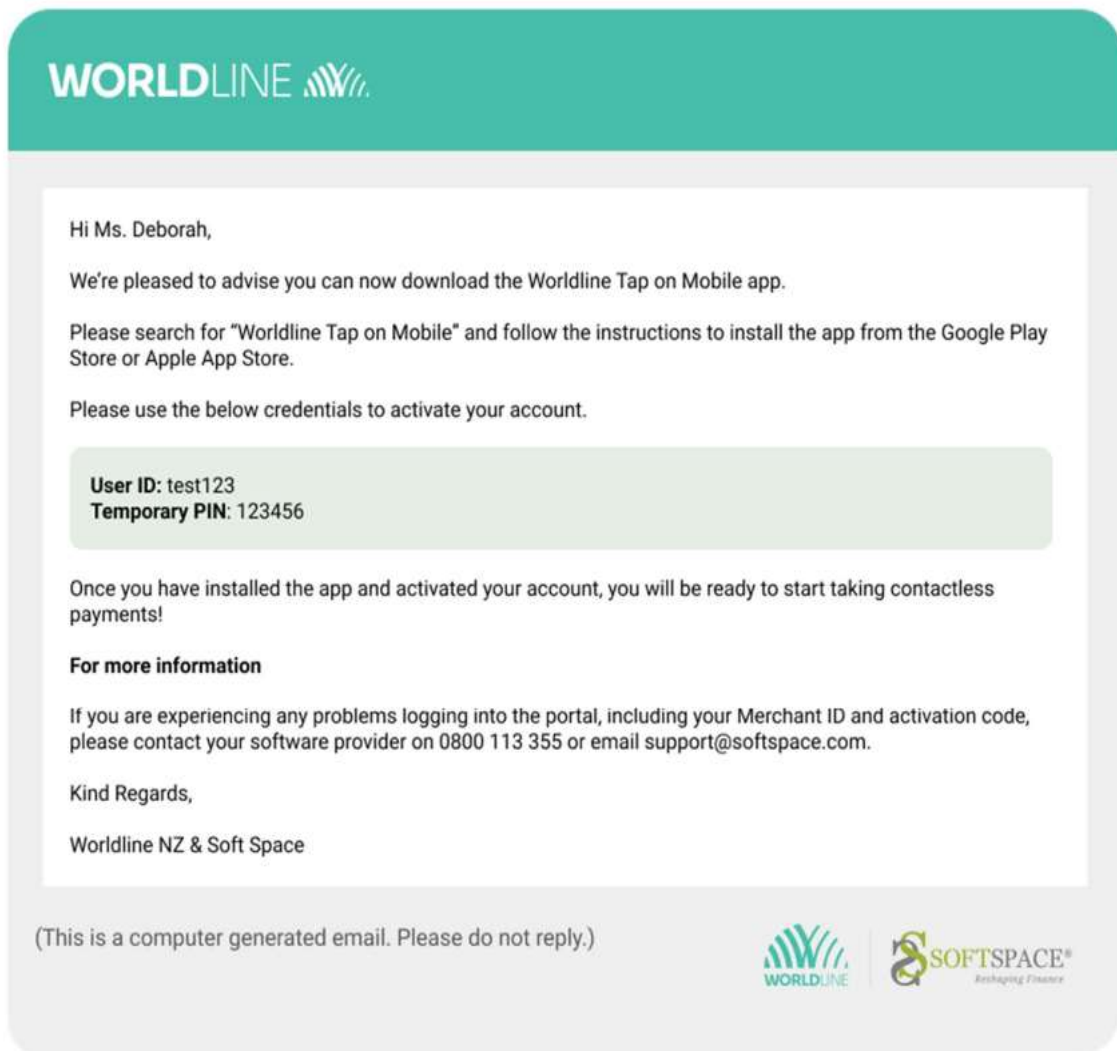 WORLDLINE
Hi Ms. Deborah,
We're pleased to advise you can now download the Worldline Tap on Mobile app.
Please search for “Worldline Tap on Mobile” and follow the instructions to install the app from the Google Play
Store or Apple App Store.
Please use the below credentials to activate your account.
User ID: test123
Temporary PIN: 123456
Once you have installed the app and activated your account, you will be ready to start taking contactless
payments!
For more information
If you are experiencing any problems logging into the portal, including your Merchant ID and activation code,
please contact your software provider on 0800 113 355 or email support@softspace.com.
Kind Regards,
Worldline NZ & Soft Space
(This is a computer generated email. Please do not reply.)
WORLDLINE
SOFTSPACE®
Reshaping Finance